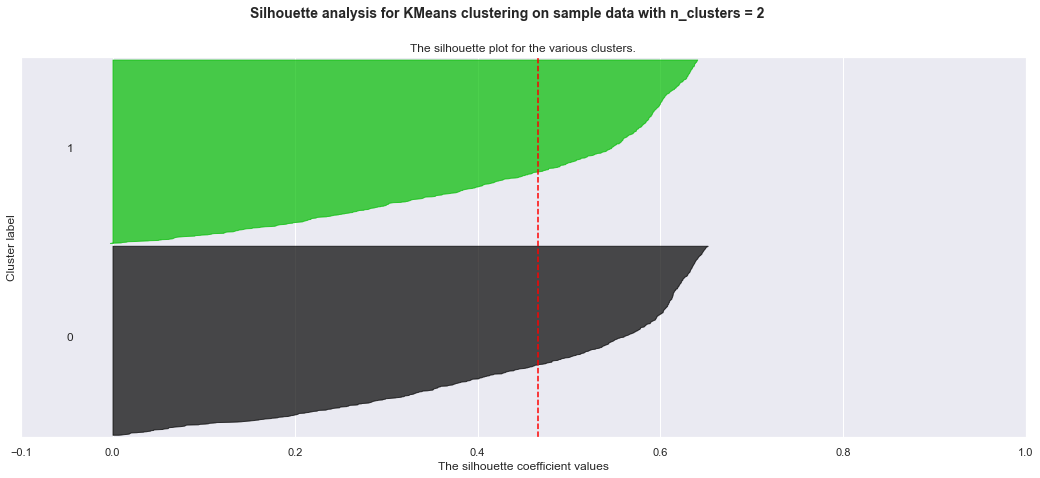 Silhouette analysis for KMeans clustering on sample data with n_clusters = 2
The silhouette plot for the various clusters.
Cluster label
1
0
-0.1 0.0 0.2 0.4 0.6 0.8 1.0
The silhouette coefficient values